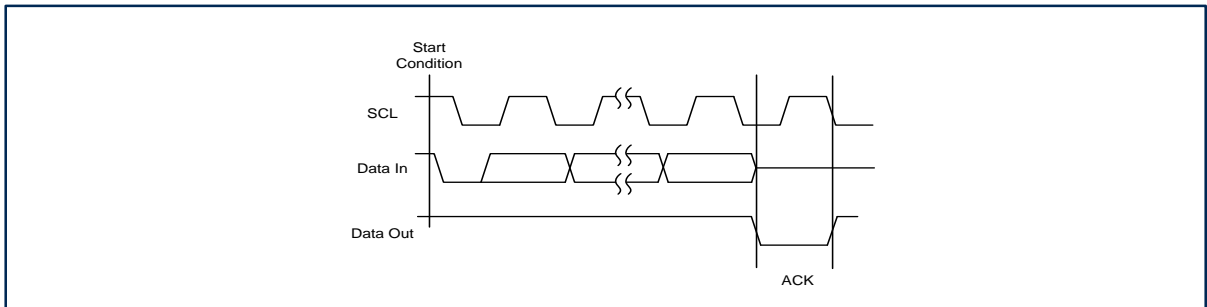 Start
Condition
SCL
Data In
Data Out
ACK